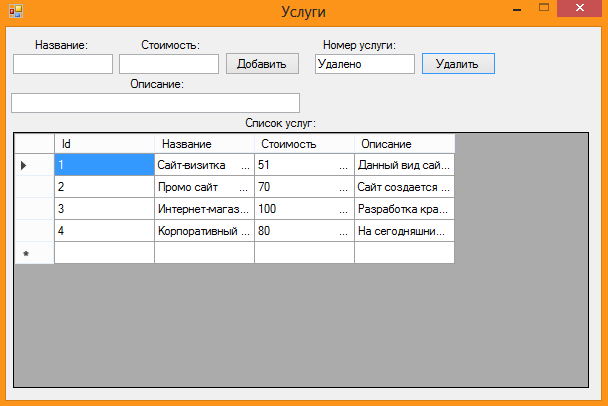 Услуги
Название: Стоимость: Номер услуги:
Добавить Удалено Удалить
Описание:
Список услуг:
Id Название Стоимость Описание
1 Сайт-визитка ... 51 ... Данный вид сай...
2 Промо сайт ... 70 ... Сайт создается ...
3 Интернет-магаз... 100 ... Разработка кра...
4 Корпоративный ... 80 ... На сегодняшни...